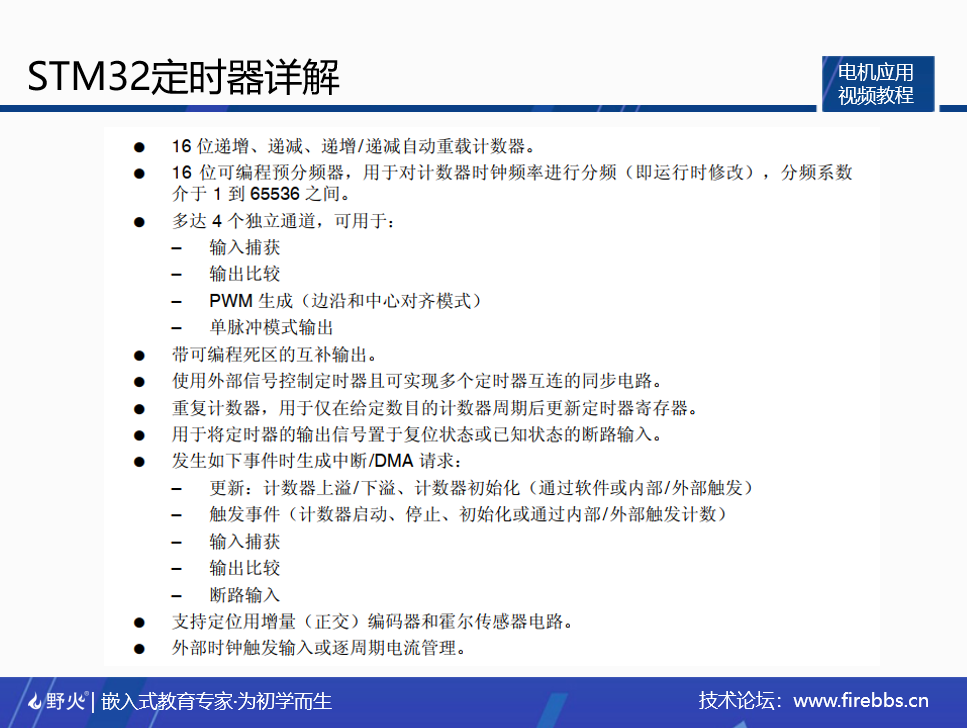 STM32定时器详解
电机应用
视频教程
● 16 位递增、递减、递增/递减自动重载计数器。
● 16 位可编程预分频器，用于对计数器时钟频率进行分频（即运行时修改），分频系数
介于 1 到 65536 之间。
● 多达 4 个独立通道，可用于：
– 输入捕获
– 输出比较
– PWM 生成（边沿和中心对齐模式）
– 单脉冲模式输出
● 带可编程死区的互补输出。
● 使用外部信号控制定时器且可实现多个定时器互连的同步电路。
● 重复计数器，用于仅在给定数目的计数器周期后更新定时器寄存器。
● 用于将定时器的输出信号置于复位状态或已知状态的断路输入。
● 发生如下事件时生成中断/DMA 请求：
– 更新：计数器上溢/下溢、计数器初始化（通过软件或内部/外部触发）
– 触发事件（计数器启动、停止、初始化或通过内部/外部触发计数）
– 输入捕获
– 输出比较
– 断路输入
● 支持定位用增量（正交）编码器和霍尔传感器电路。
● 外部时钟触发输入或逐周期电流管理。
野火®| 嵌入式教育专家·为初学而生
技术论坛：www.firebbs.cn